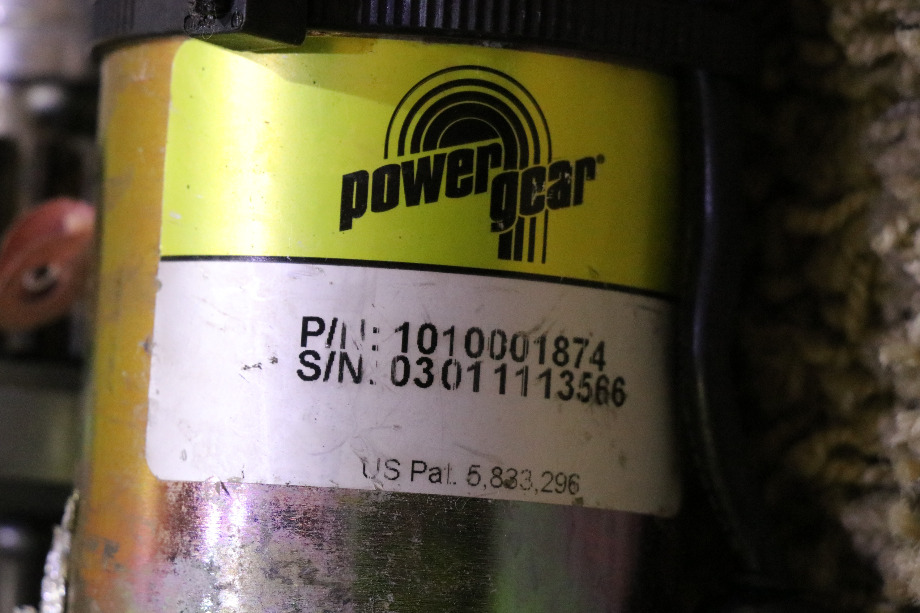 power gear®
P/N: 1010001874
S/N: 03011113566
US Pat. 5,833,296